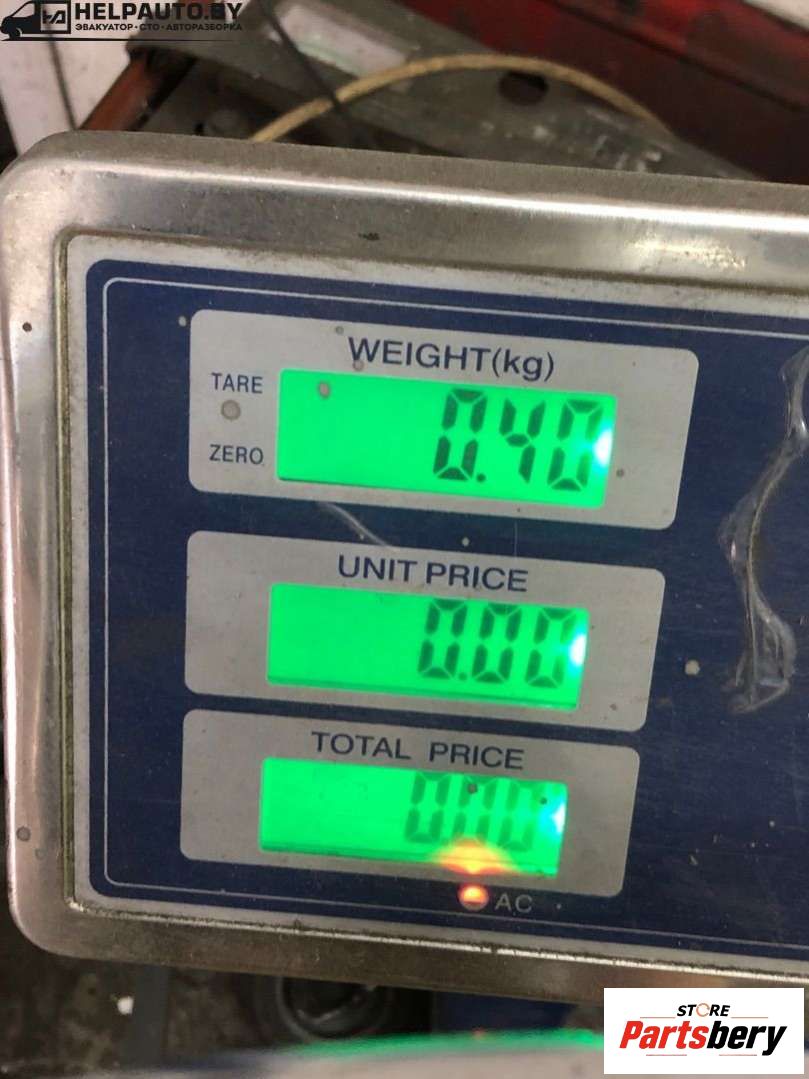 HELPAUTO.BY
ЭВАКУАТОР·СТО·АВТОРАЗБОРКА
WEIGHT(kg)
TARE
0.40
ZERO
UNIT PRICE
0.00
TOTAL PRICE
0.00
AC
STORE
Partsbery